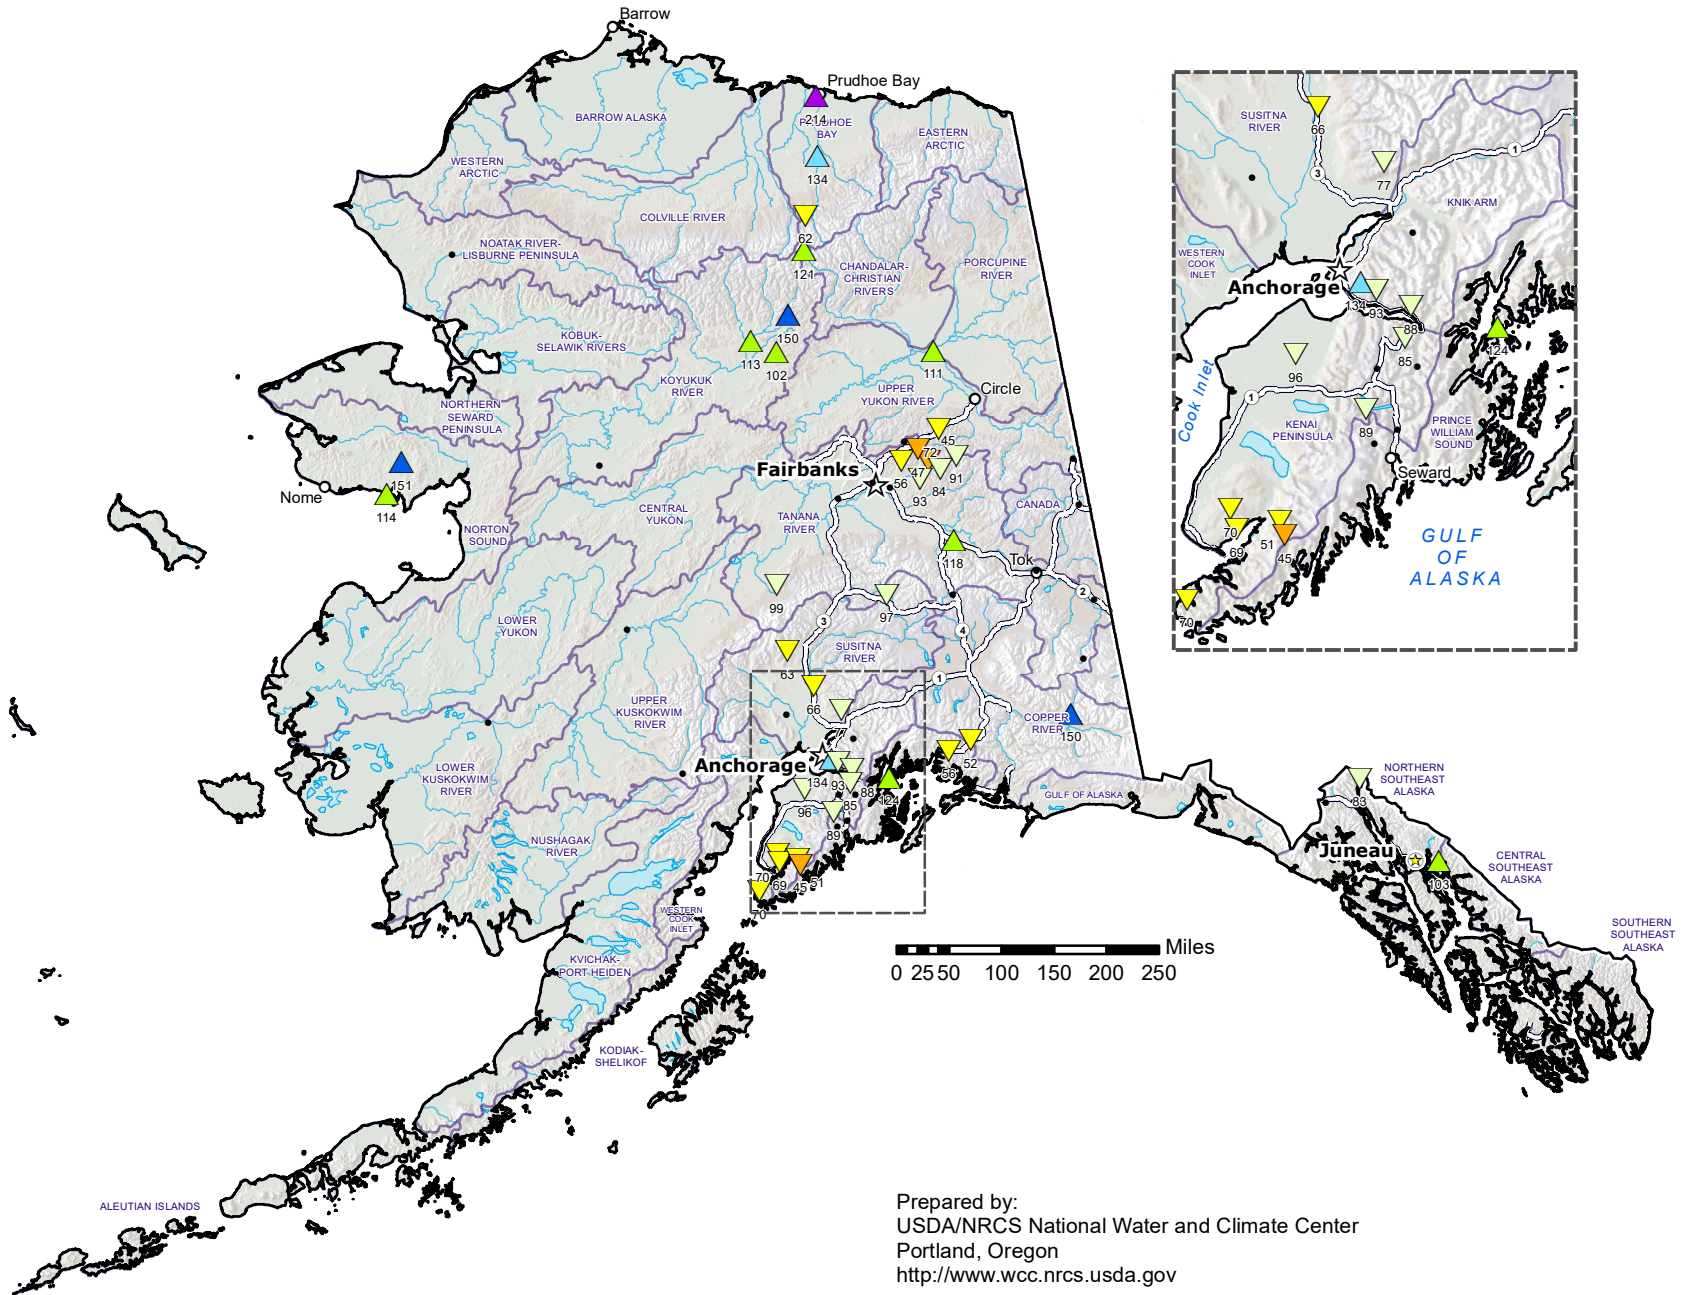 Barrow
Prudhoe Bay
214
PRUDHOE
BAY
BARROW ALASKA
EASTERN
ARCTIC
WESTERN
ARCTIC
134
COLVILLE RIVER
62
NOATAK RIVER-
LISBURNE PENINSULA
121
CHANDALAR-
CHRISTIAN
RIVERS
PORCUPINE
RIVER
KOBUK-
SELAWIK RIVERS
150
113
102
111
KOYUKUK
RIVER
UPPER
YUKON RIVER
Circle
NORTHERN
SEWARD
PENINSULA
45
72
47
91
Fairbanks
56
84
93
151
Nome
114
NORTON
SOUND
CENTRAL
YUKON
TANANA
RIVER
CANADA
118
Tok
99
97
2
3
4
LOWER
YUKON
SUSITNA
RIVER
63
1
66
UPPER
KUSKOKWIM
RIVER
COPPER
RIVER
150
52
56
Anchorage
134
93
88
85
124
96
89
LOWER
KUSKOKWIM
RIVER
GULF OF ALASKA
NUSHAGAK
RIVER
70
69
45
51
70
WESTERN
COOK
INLET
KVICHAK-
PORT HEIDEN
KODIAK-
SHELIKOF
ALEUTIAN ISLANDS
Miles
0 25 50 100 150 200 250
NORTHERN
SOUTHEAST
ALASKA
83
Juneau
103
CENTRAL
SOUTHEAST
ALASKA
SOUTHERN
SOUTHEAST
ALASKA
SUSITNA
RIVER
66
3
77
1
KNIK ARM
WESTERN
COOK
INLET
Anchorage
134
93
88
85
124
96
Cook Inlet
1
KENAI
PENINSULA
89
PRINCE
WILLIAM
SOUND
Seward
70
69
51
45
70
GULF
OF
ALASKA
Prepared by:
USDA/NRCS National Water and Climate Center
Portland, Oregon
http://www.wcc.nrcs.usda.gov